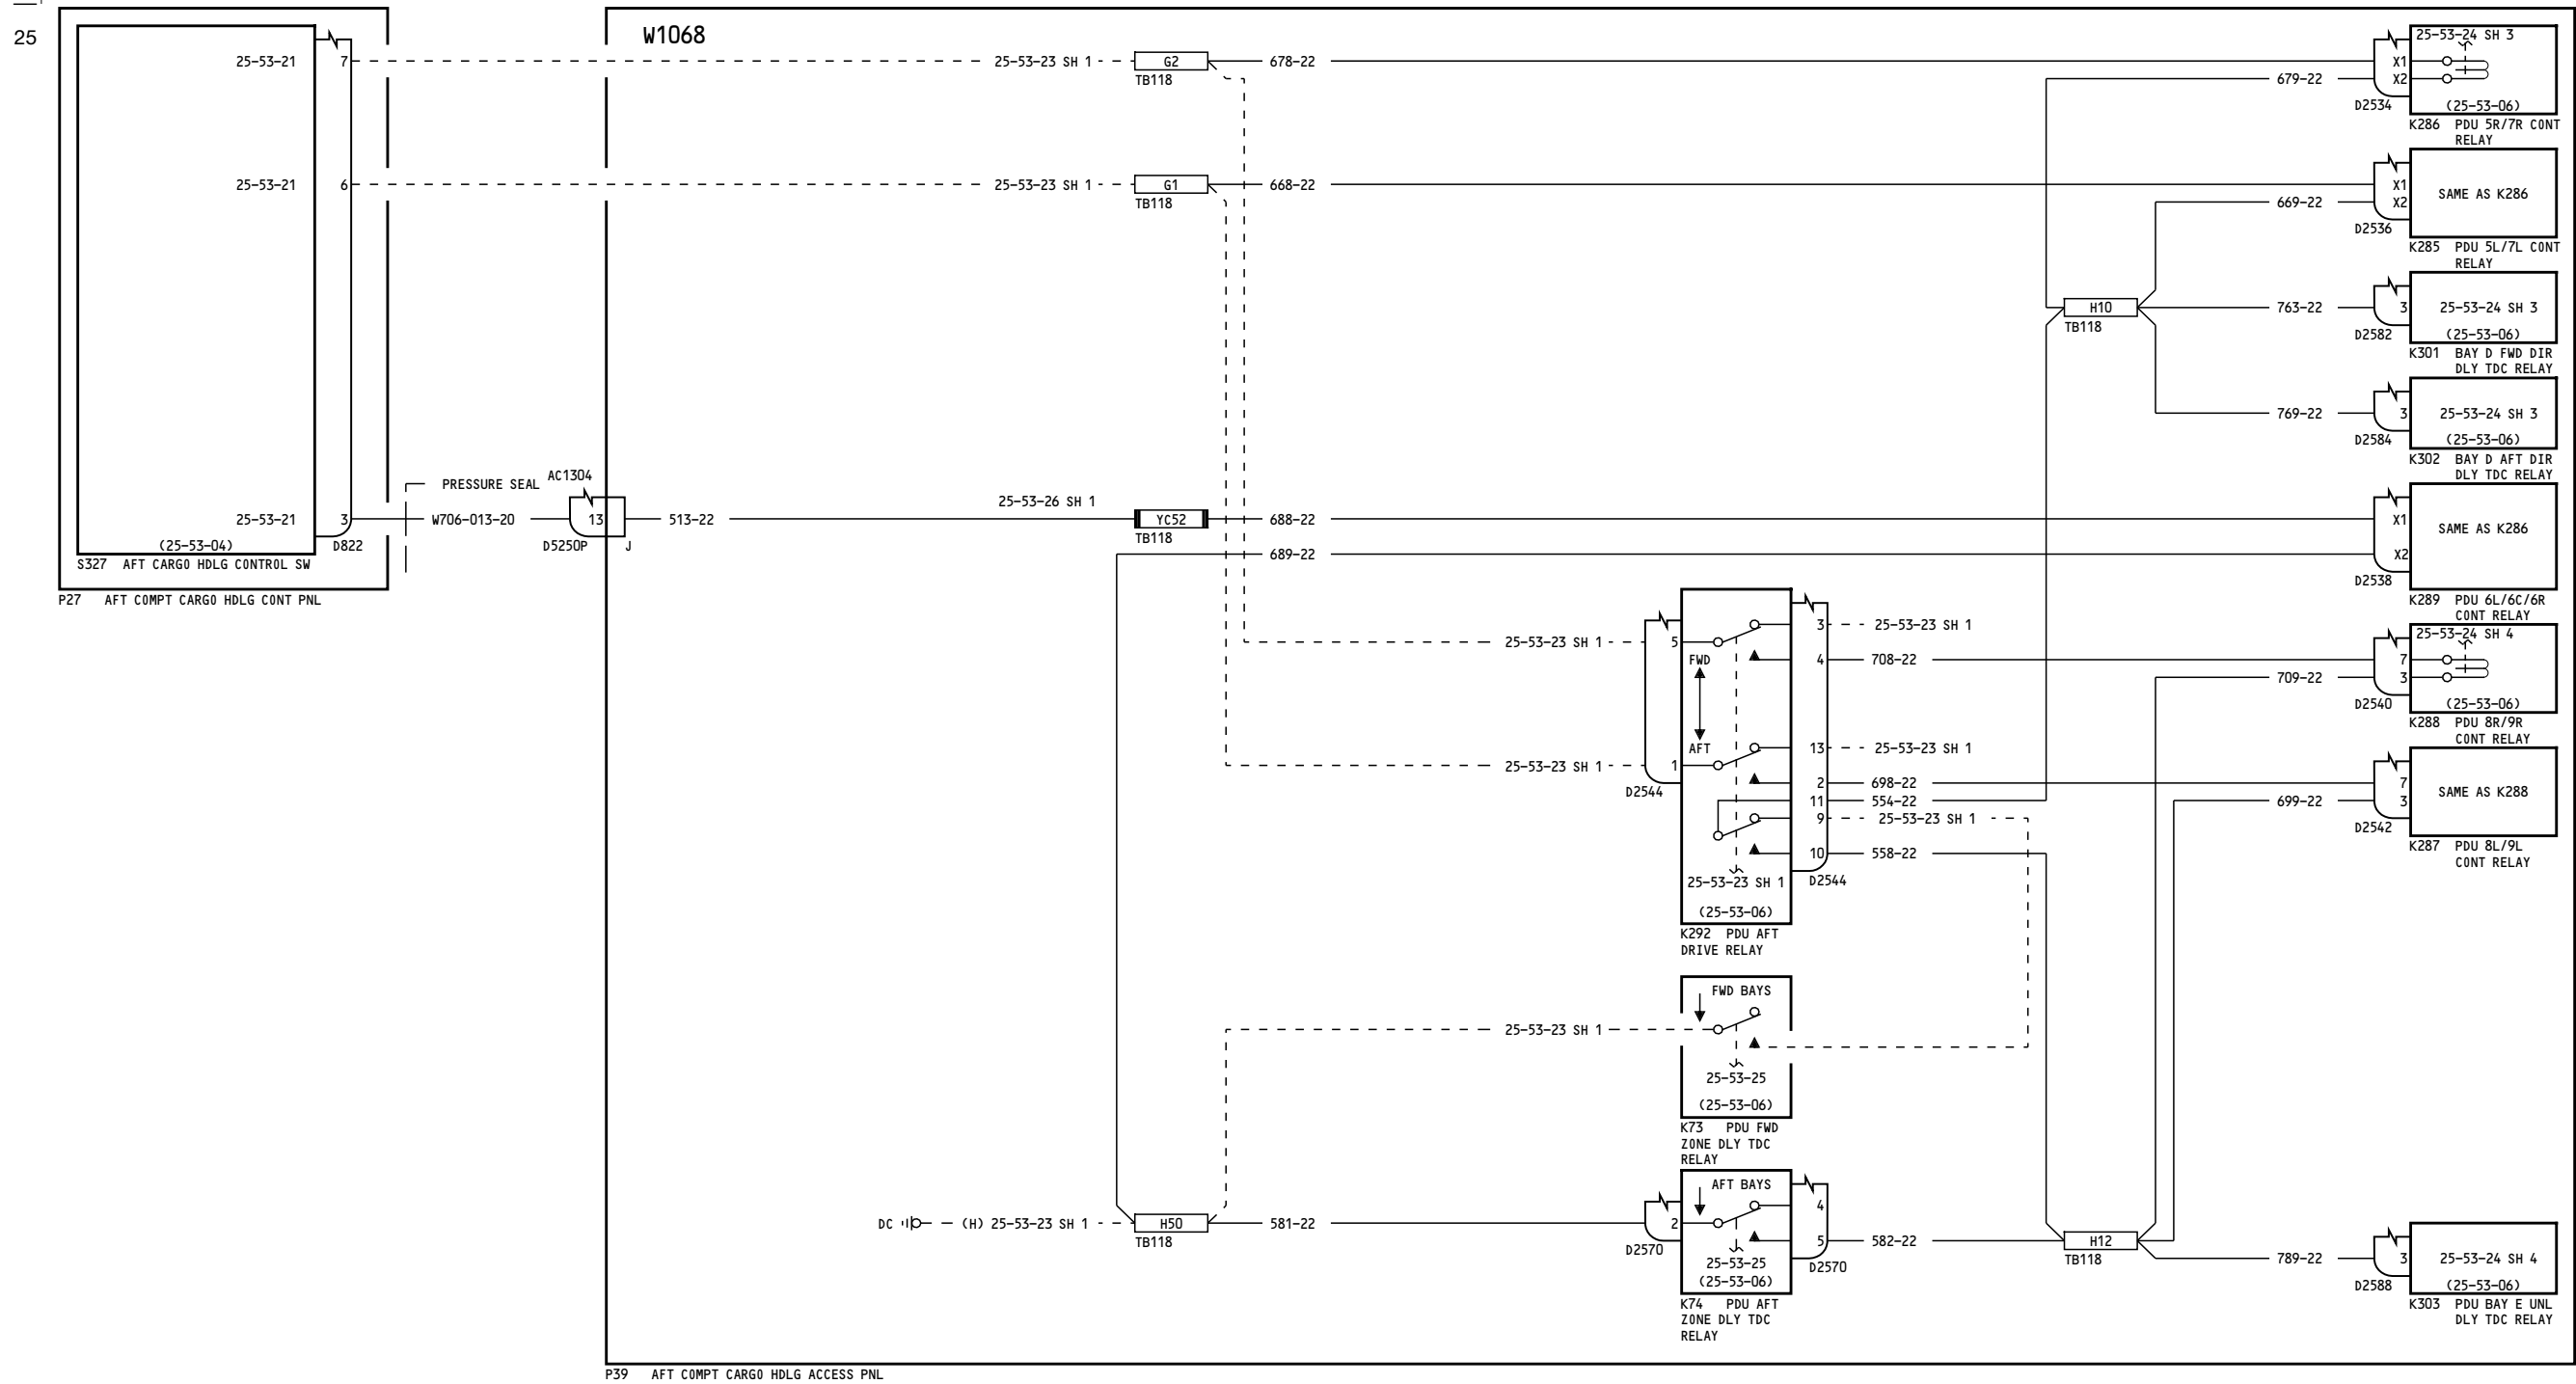 25
25-53-21
7
25-53-21
6
25-53-21
3
(25-53-04)
D822
S327 AFT CARGO HDLG CONTROL SW
P27 AFT COMPT CARGO HDLG CONT PNL
PRESSURE SEAL
AC1304
W706-013-20
13
D5250P
J
W1068
25-53-23 SH 1
G2
TB118
678-22
25-53-23 SH 1
G1
TB118
668-22
513-22
25-53-26 SH 1
YC52
TB118
688-22
689-22
25-53-23 SH 1
5
25-53-23 SH 1
1
D2544
FWD
AFT
3
25-53-23 SH 1
4
708-22
13
25-53-23 SH 1
2
698-22
11
554-22
9
25-53-23 SH 1
10
558-22
D2544
25-53-23 SH 1
(25-53-06)
K292 PDU AFT
DRIVE RELAY
25-53-23 SH 1
FWD BAYS
25-53-25
(25-53-06)
K73 PDU FWD
ZONE DLY TDC
RELAY
DC
(H) 25-53-23 SH 1
H50
TB118
581-22
2
D2570
AFT BAYS
4
5
25-53-25
(25-53-06)
D2570
K74 PDU AFT
ZONE DLY TDC
RELAY
582-22
H12
TB118
H10
TB118
679-22
X1
X2
D2534
25-53-24 SH 3
(25-53-06)
K286 PDU 5R/7R CONT
RELAY
669-22
X1
X2
D2536
SAME AS K286
K285 PDU 5L/7L CONT
RELAY
763-22
3
D2582
25-53-24 SH 3
(25-53-06)
K301 BAY D FWD DIR
DLY TDC RELAY
769-22
3
D2584
25-53-24 SH 3
(25-53-06)
K302 BAY D AFT DIR
DLY TDC RELAY
X1
X2
D2538
SAME AS K286
K289 PDU 6L/6C/6R
CONT RELAY
709-22
7
3
D2540
25-53-24 SH 4
(25-53-06)
K288 PDU 8R/9R
CONT RELAY
699-22
7
3
D2542
SAME AS K288
K287 PDU 8L/9L
CONT RELAY
789-22
3
D2588
25-53-24 SH 4
(25-53-06)
K303 PDU BAY E UNL
DLY TDC RELAY
P39 AFT COMPT CARGO HDLG ACCESS PNL